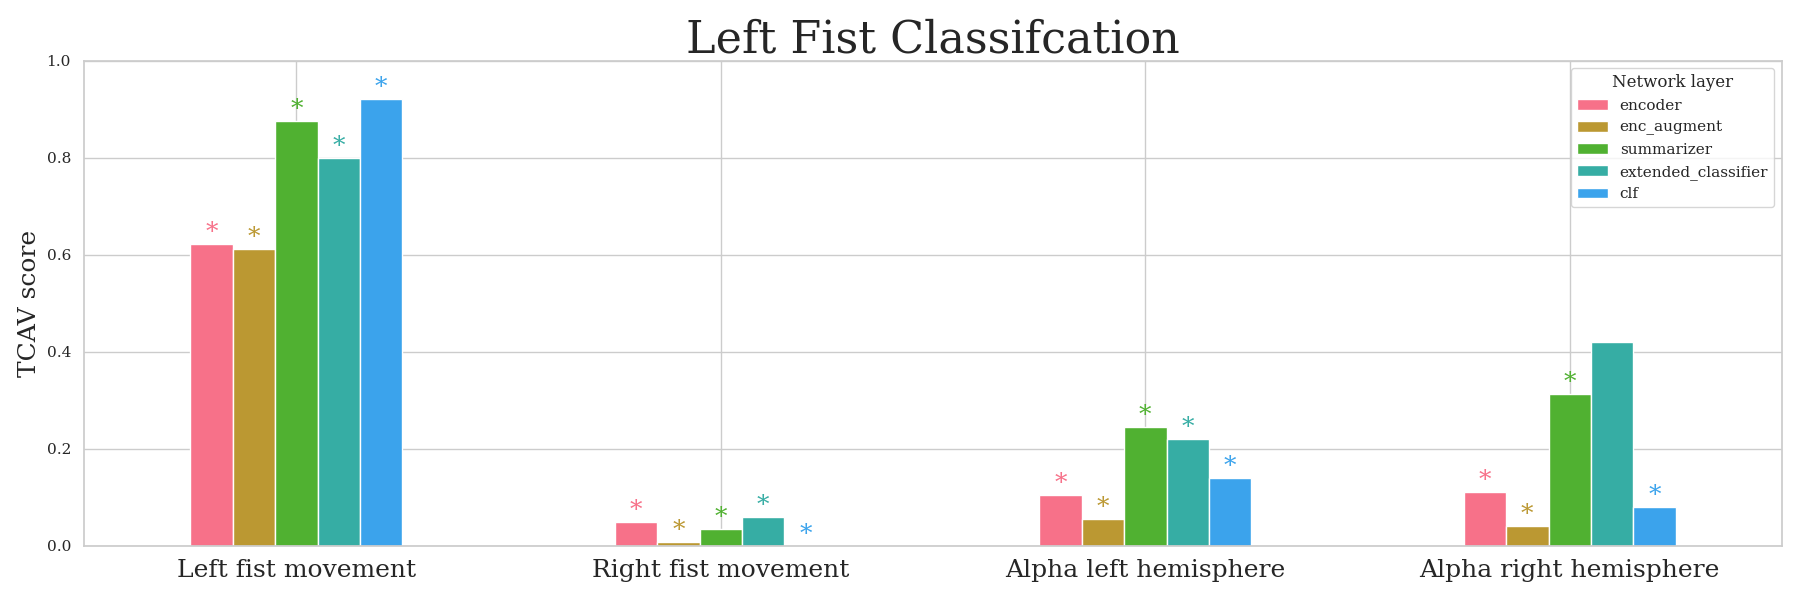 Left Fist Classifcation
TCAV score
1.0
0.8
0.6
0.4
0.2
0.0
* * * * *
* * * * *
* * * * *
* * * *
Left fist movement
Right fist movement
Alpha left hemisphere
Alpha right hemisphere
Network layer
encoder
enc_augment
summarizer
extended_classifier
clf